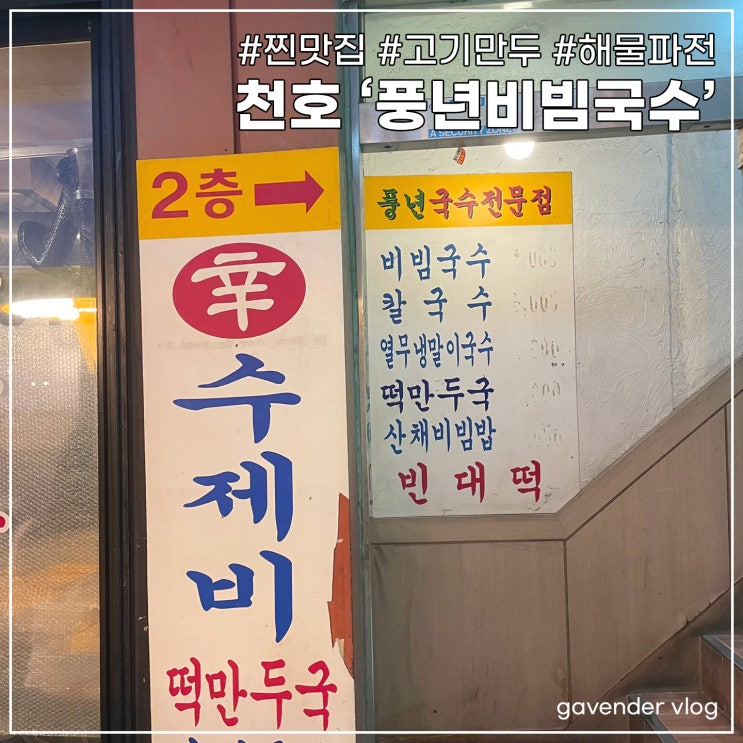 #찐맛집 #고기만두 #해물파전
천호 ‘풍년비빔국수’
A SECURITY ZONE
2층 →
辛
수제비
떡만두국
풍년국수전문점
비빔국수
칼국수
열무냉말이국수
떡만두국
산채비빔밥
빈대떡
gavender vlog